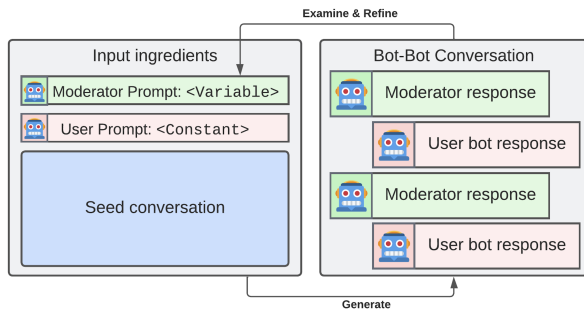 Examine & Refine
Input ingredients
Moderator Prompt: <Variable>
User Prompt: <Constant>
Seed conversation
Bot-Bot Conversation
Moderator response
User bot response
Moderator response
User bot response
Generate